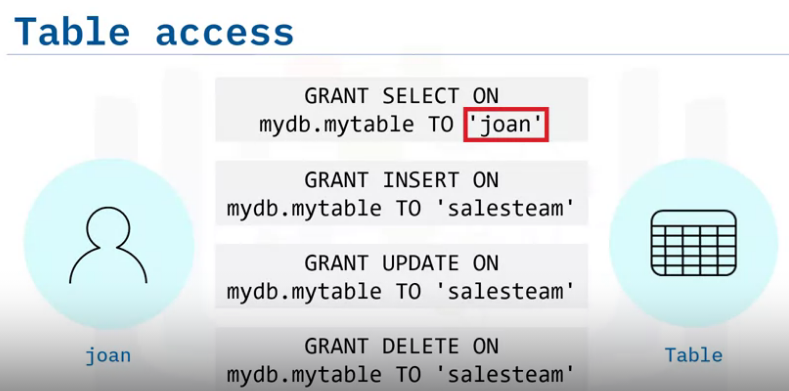 Table access
GRANT SELECT ON
mydb.mytable TO 'joan'
GRANT INSERT ON
mydb.mytable TO 'salesteam'
GRANT UPDATE ON
mydb.mytable TO 'salesteam'
GRANT DELETE ON
mydb.mytable TO 'salesteam'
joan
Table